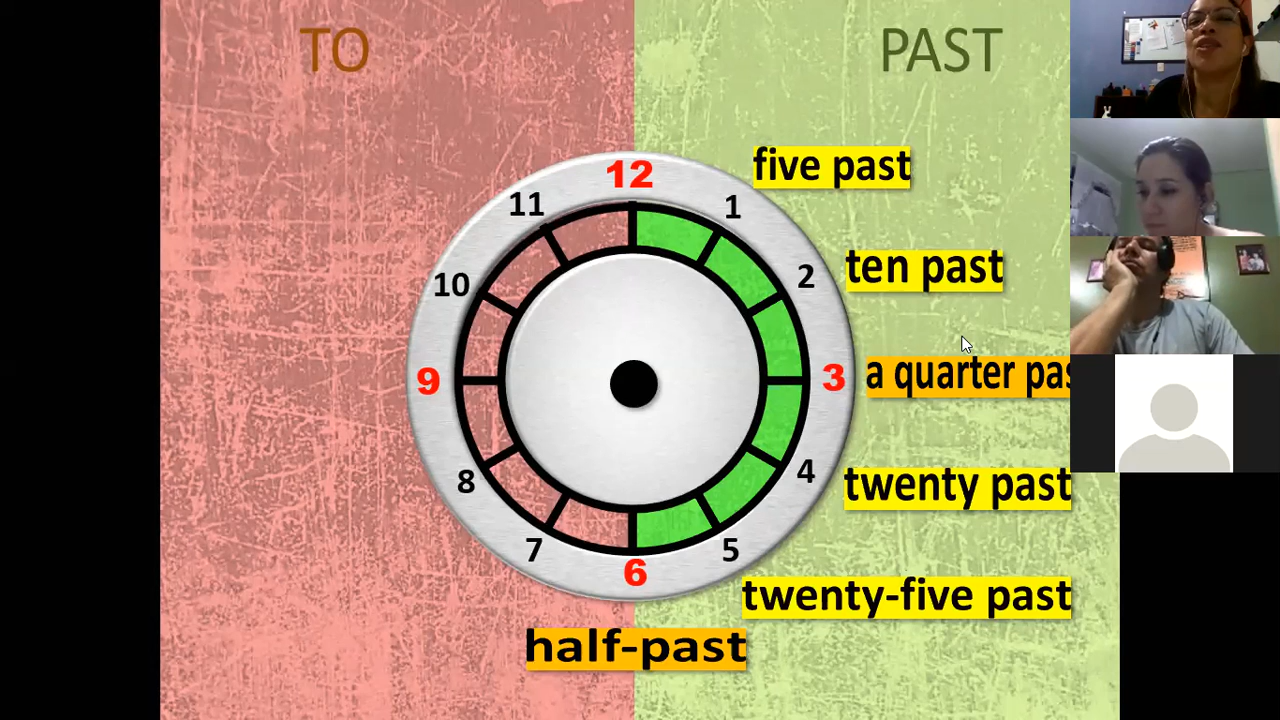 TO
PAST
five past
12
11
1
10
2
ten past
9
3
a quarter pas
8
4
twenty past
7
5
6
twenty-five past
half-past